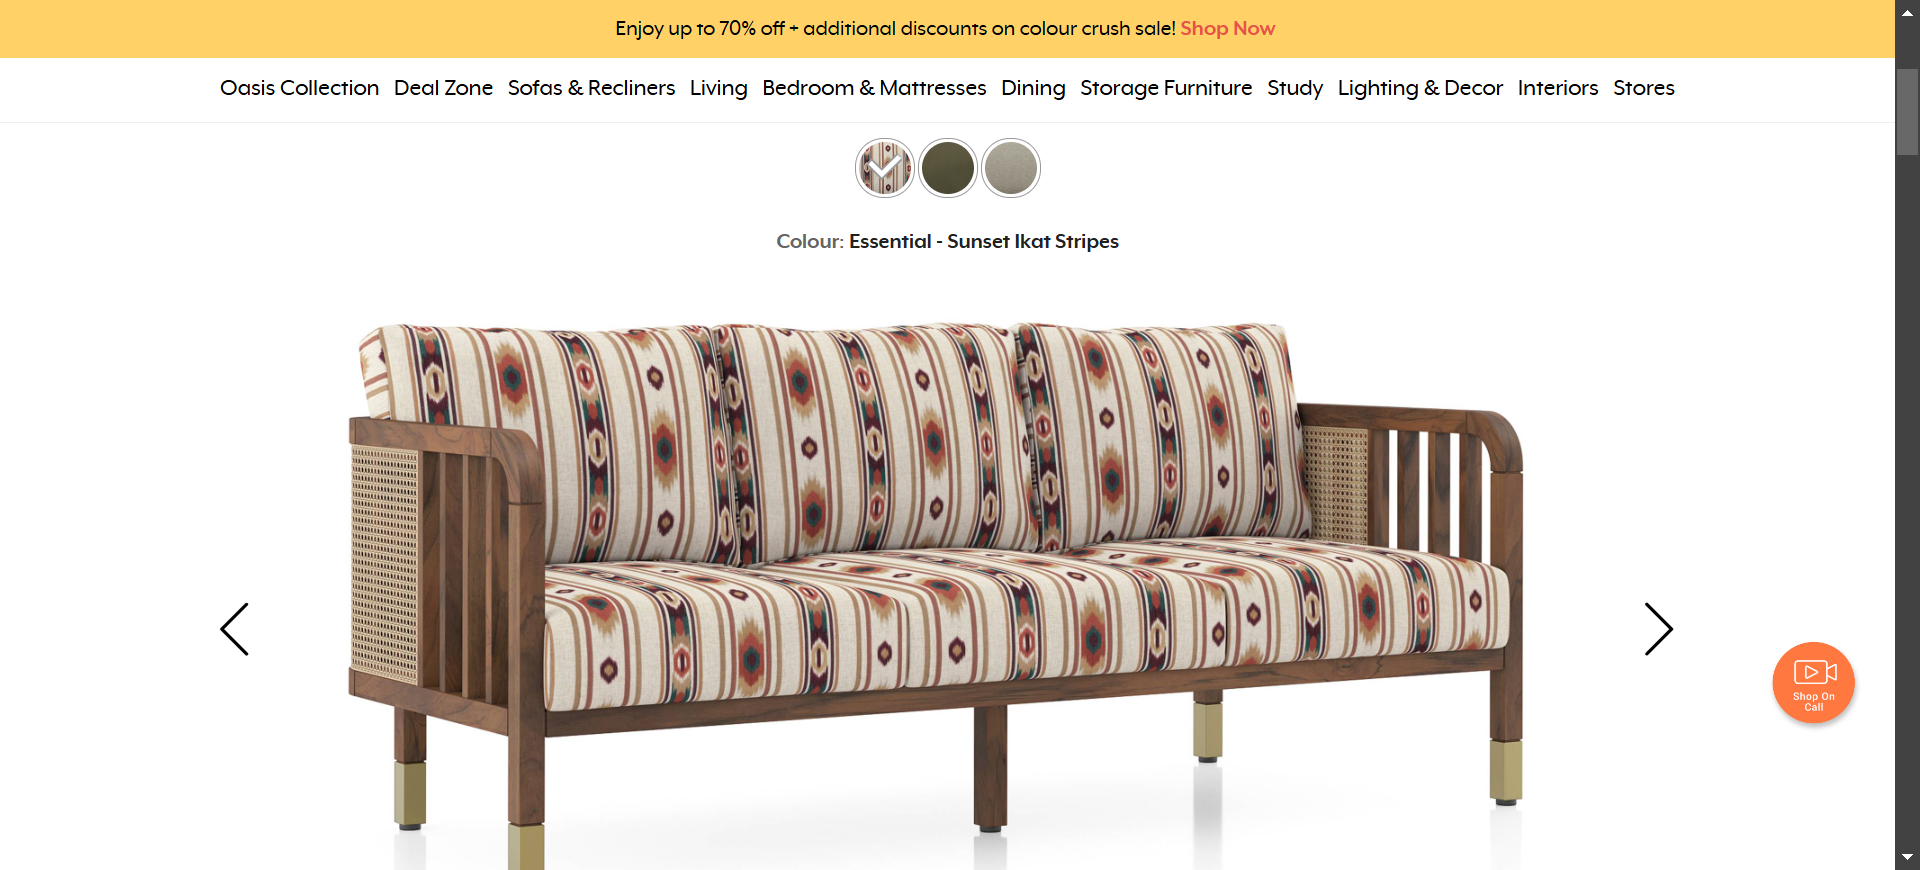 Enjoy up to 70% off + additional discounts on colour crush sale! Shop Now
Oasis Collection Deal Zone Sofas & Recliners Living Bedroom & Mattresses Dining Storage Furniture Study Lighting & Decor Interiors Stores
Colour: Essential - Sunset Ikat Stripes
Shop On
Call